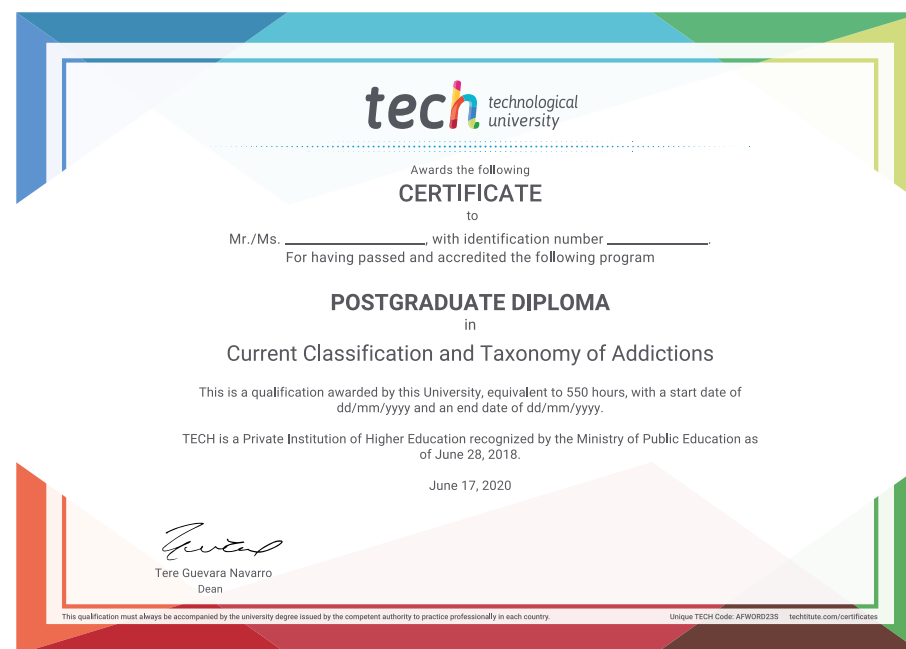 tech technological
university
Awards the following
CERTIFICATE
to
Mr./Ms. ____________, with identification number ____________.
For having passed and accredited the following program
POSTGRADUATE DIPLOMA
in
Current Classification and Taxonomy of Addictions
This is a qualification awarded by this University, equivalent to 550 hours, with a start date of
dd/mm/yyyy and an end date of dd/mm/yyyy.
TECH is a Private Institution of Higher Education recognized by the Ministry of Public Education as
of June 28, 2018.
June 17, 2020
Tere Guevara Navarro
Dean
This qualification must always be accompanied by the university degree issued by the competent authority to practice professionally in each country.
Unique TECH Code: AFWORD23S techtitute.com/certificates